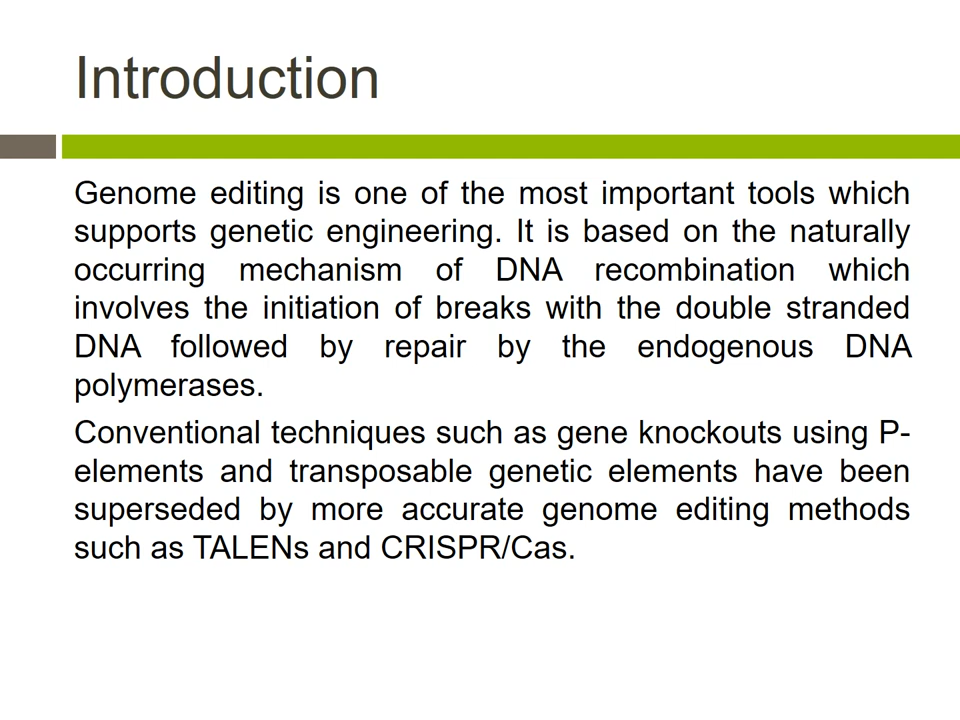 Introduction
Genome editing is one of the most important tools which
supports genetic engineering. It is based on the naturally
occurring mechanism of DNA recombination which
involves the initiation of breaks with the double stranded
DNA followed by repair by the endogenous DNA
polymerases.
Conventional techniques such as gene knockouts using P-
elements and transposable genetic elements have been
superseded by more accurate genome editing methods
such as TALENs and CRISPR/Cas.